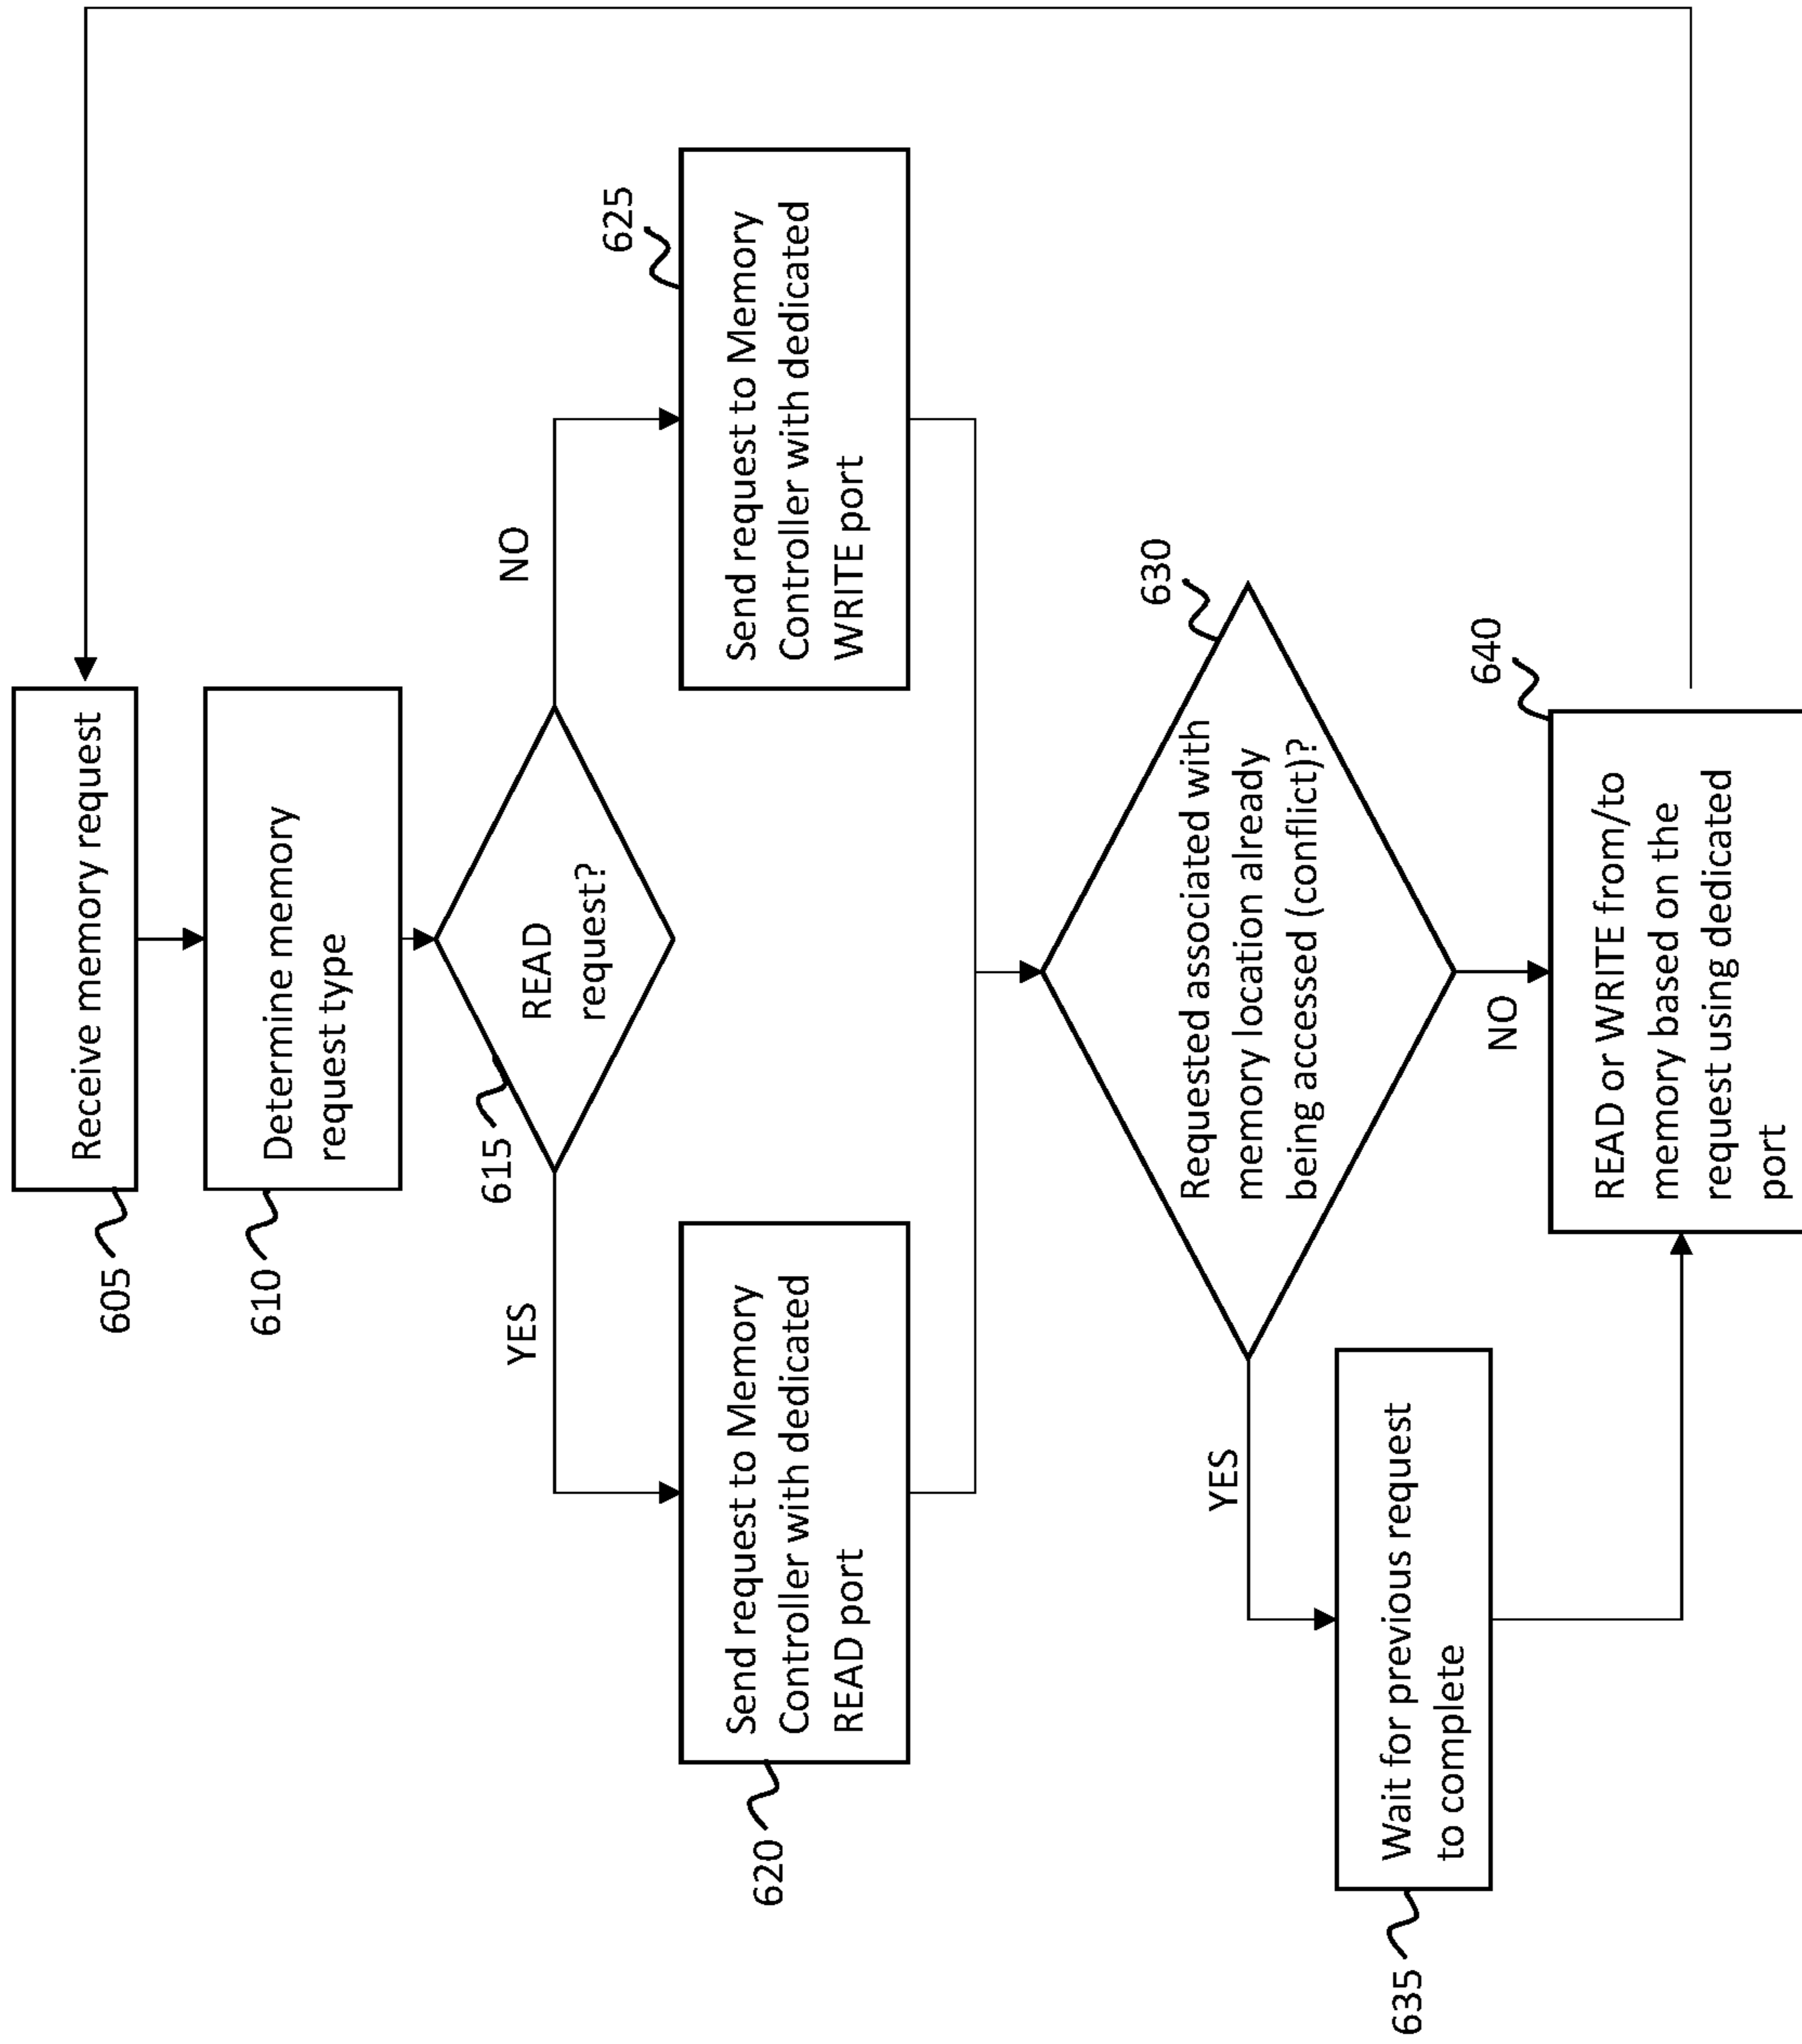 605
Receive memory request
610
Determine memory
request type
615
READ
request?
YES
NO
620
Send request to Memory
Controller with dedicated
READ port
625
Send request to Memory
Controller with dedicated
WRITE port
630
Requested associated with
memory location already
being accessed (conflict)?
YES
NO
635
Wait for previous request
to complete
640
READ or WRITE from/to
memory based on the
request using dedicated
port